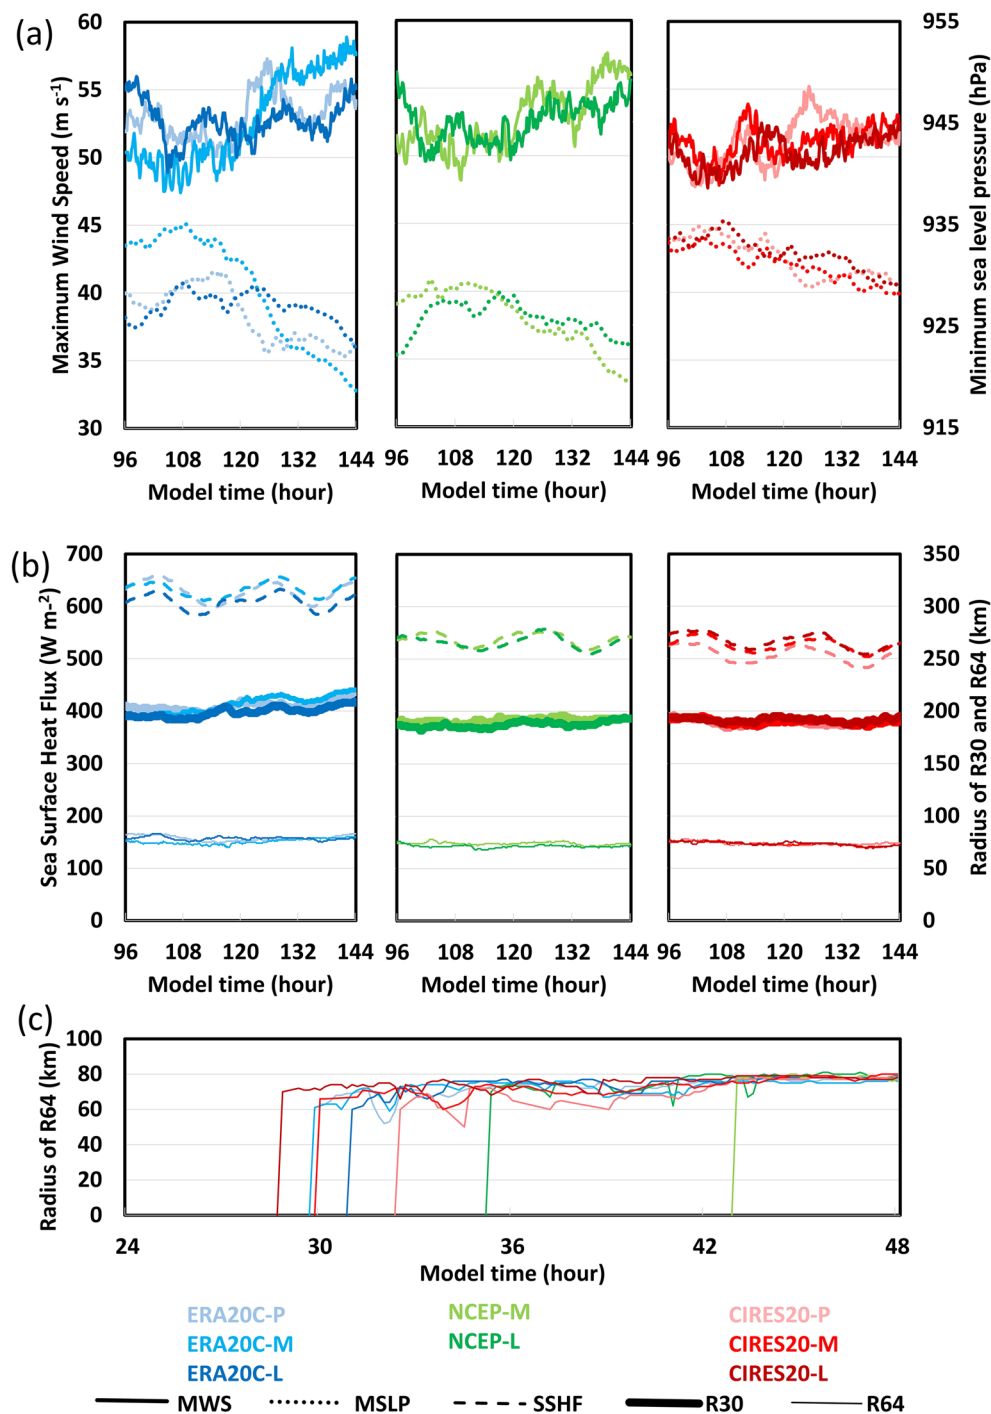 (a)
Maximum Wind Speed (m s-1)
60
55
50
45
40
35
30
955
945
935
925
915
Minimum sea level pressure (hPa)
96 108 120 132 144
96 108 120 132 144
96 108 120 132 144
Model time (hour) Model time (hour) Model time (hour)
(b)
Sea Surface Heat Flux (W m-2)
700
600
500
400
300
200
100
0
350
300
250
200
150
100
50
0
Radius of R30 and R64 (km)
96 108 120 132 144
96 108 120 132 144
96 108 120 132 144
Model time (hour) Model time (hour) Model time (hour)
(c)
Radius of R64 (km)
100
80
60
40
20
0
24 30 36 42 48
Model time (hour)
ERA20C-P NCEP-M CIRES20-P
ERA20C-M NCEP-L CIRES20-M
ERA20C-L CIRES20-L
MWS MSLP SSHF R30 R64